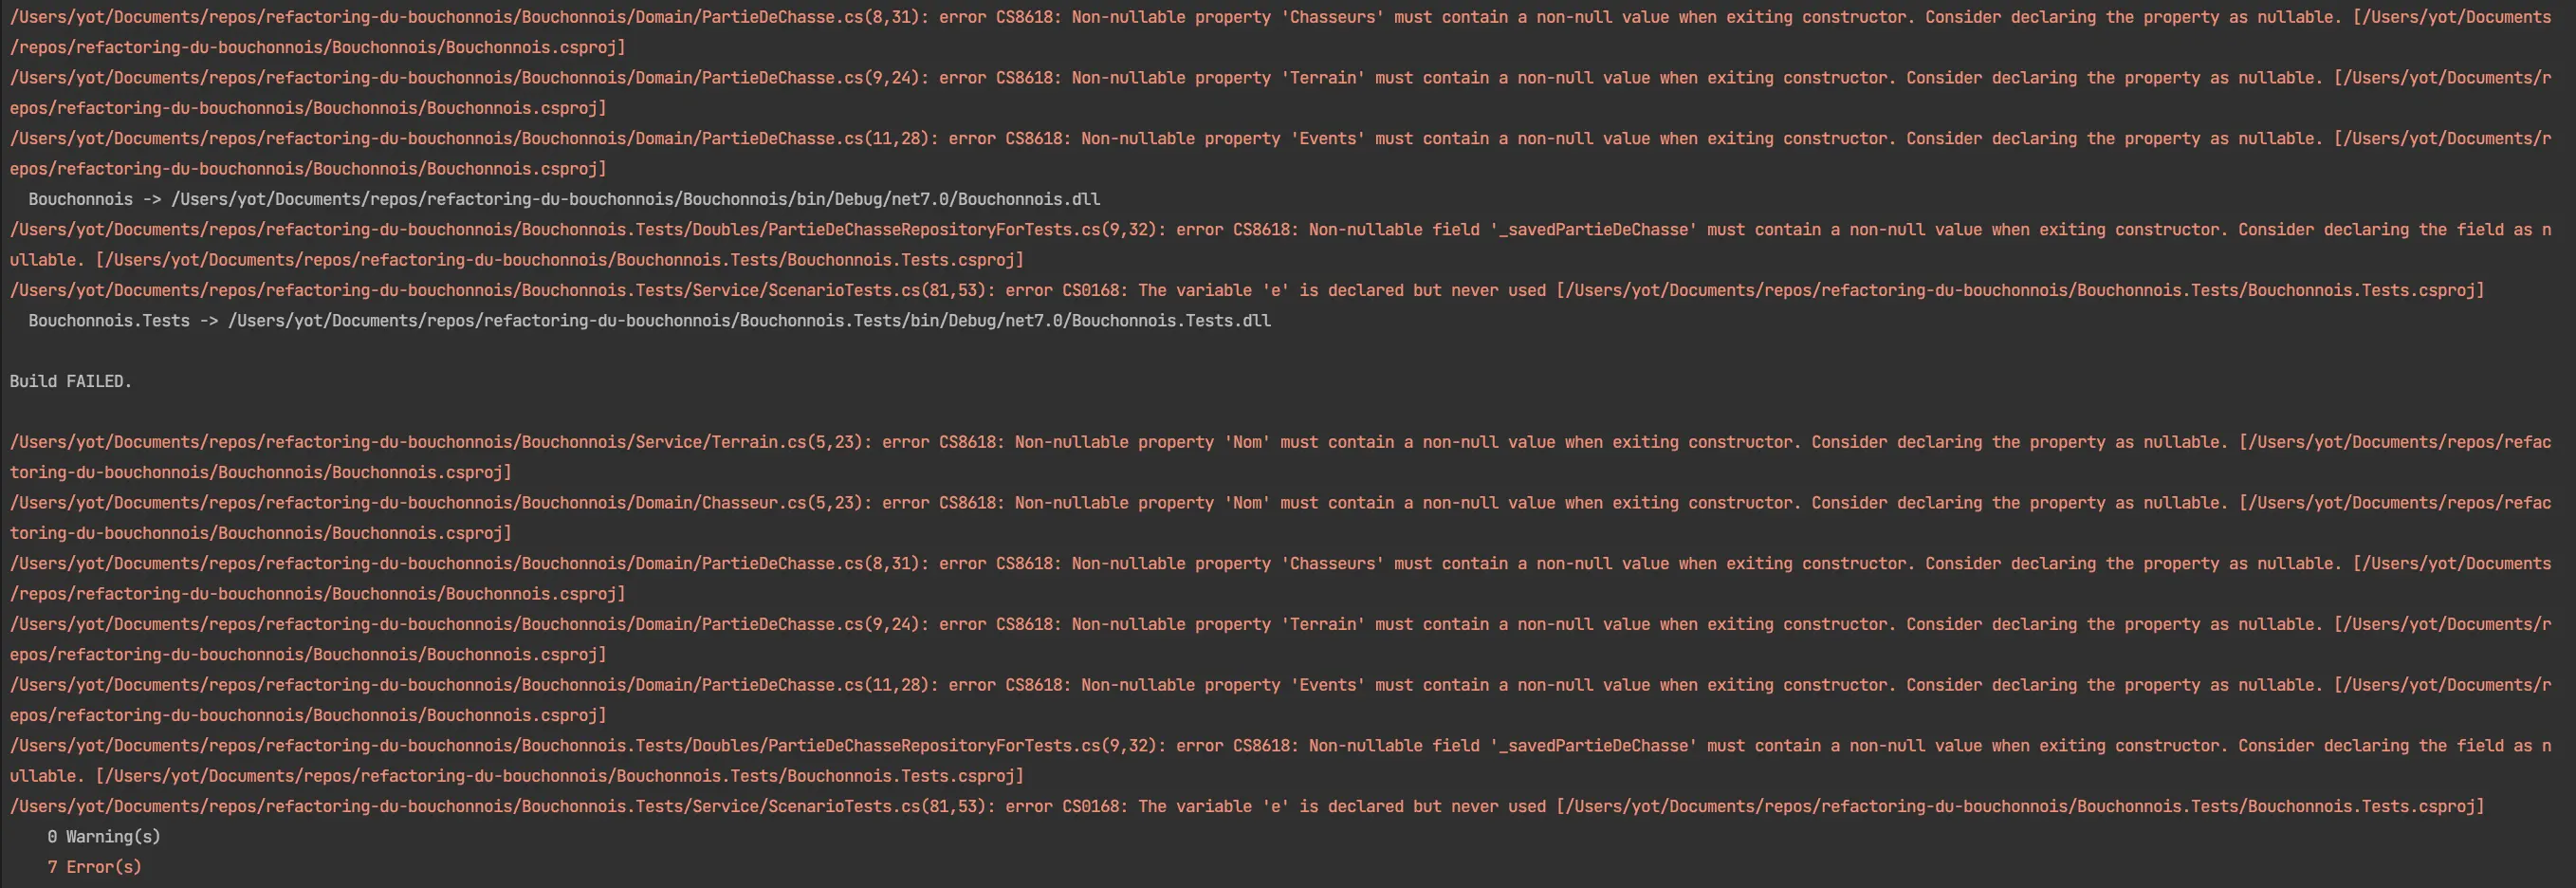 /Users/yot/Documents/repos/refactoring-du-bouchonnois/Bouchonnois/Domain/PartieDeChasse.cs(8,31): error CS8618: Non-nullable property 'Chasseurs' must contain a non-null value when exiting constructor. Consider declaring the property as nullable. [/Users/yot/Documents
/repos/refactoring-du-bouchonnois/Bouchonnois/Bouchonnois.csproj]
/Users/yot/Documents/repos/refactoring-du-bouchonnois/Bouchonnois/Domain/PartieDeChasse.cs(9,24): error CS8618: Non-nullable property 'Terrain' must contain a non-null value when exiting constructor. Consider declaring the property as nullable. [/Users/yot/Documents/r
epos/refactoring-du-bouchonnois/Bouchonnois/Bouchonnois.csproj]
/Users/yot/Documents/repos/refactoring-du-bouchonnois/Bouchonnois/Domain/PartieDeChasse.cs(11,28): error CS8618: Non-nullable property 'Events' must contain a non-null value when exiting constructor. Consider declaring the property as nullable. [/Users/yot/Documents/r
epos/refactoring-du-bouchonnois/Bouchonnois/Bouchonnois.csproj]
Bouchonnois -> /Users/yot/Documents/repos/refactoring-du-bouchonnois/Bouchonnois/bin/Debug/net7.0/Bouchonnois.dll
/Users/yot/Documents/repos/refactoring-du-bouchonnois/Bouchonnois.Tests/Doubles/PartieDeChasseRepositoryForTests.cs(9,32): error CS8618: Non-nullable field '_savedPartieDeChasse' must contain a non-null value when exiting constructor. Consider declaring the field as n
ullable. [/Users/yot/Documents/repos/refactoring-du-bouchonnois/Bouchonnois.Tests/Bouchonnois.Tests.csproj]
/Users/yot/Documents/repos/refactoring-du-bouchonnois/Bouchonnois.Tests/Service/ScenarioTests.cs(81,53): error CS0168: The variable 'e' is declared but never used [/Users/yot/Documents/repos/refactoring-du-bouchonnois/Bouchonnois.Tests/Bouchonnois.Tests.csproj]
Bouchonnois.Tests -> /Users/yot/Documents/repos/refactoring-du-bouchonnois/Bouchonnois.Tests/bin/Debug/net7.0/Bouchonnois.Tests.dll
Build FAILED.
/Users/yot/Documents/repos/refactoring-du-bouchonnois/Bouchonnois/Service/Terrain.cs(5,23): error CS8618: Non-nullable property 'Nom' must contain a non-null value when exiting constructor. Consider declaring the property as nullable. [/Users/yot/Documents/repos/refac
toring-du-bouchonnois/Bouchonnois/Bouchonnois.csproj]
/Users/yot/Documents/repos/refactoring-du-bouchonnois/Bouchonnois/Domain/Chasseur.cs(5,23): error CS8618: Non-nullable property 'Nom' must contain a non-null value when exiting constructor. Consider declaring the property as nullable. [/Users/yot/Documents/repos/refac
toring-du-bouchonnois/Bouchonnois/Bouchonnois.csproj]
/Users/yot/Documents/repos/refactoring-du-bouchonnois/Bouchonnois/Domain/PartieDeChasse.cs(8,31): error CS8618: Non-nullable property 'Chasseurs' must contain a non-null value when exiting constructor. Consider declaring the property as nullable. [/Users/yot/Documents
/repos/refactoring-du-bouchonnois/Bouchonnois/Bouchonnois.csproj]
/Users/yot/Documents/repos/refactoring-du-bouchonnois/Bouchonnois/Domain/PartieDeChasse.cs(9,24): error CS8618: Non-nullable property 'Terrain' must contain a non-null value when exiting constructor. Consider declaring the property as nullable. [/Users/yot/Documents/r
epos/refactoring-du-bouchonnois/Bouchonnois/Bouchonnois.csproj]
/Users/yot/Documents/repos/refactoring-du-bouchonnois/Bouchonnois/Domain/PartieDeChasse.cs(11,28): error CS8618: Non-nullable property 'Events' must contain a non-null value when exiting constructor. Consider declaring the property as nullable. [/Users/yot/Documents/r
epos/refactoring-du-bouchonnois/Bouchonnois/Bouchonnois.csproj]
/Users/yot/Documents/repos/refactoring-du-bouchonnois/Bouchonnois.Tests/Doubles/PartieDeChasseRepositoryForTests.cs(9,32): error CS8618: Non-nullable field '_savedPartieDeChasse' must contain a non-null value when exiting constructor. Consider declaring the field as n
ullable. [/Users/yot/Documents/repos/refactoring-du-bouchonnois/Bouchonnois.Tests/Bouchonnois.Tests.csproj]
/Users/yot/Documents/repos/refactoring-du-bouchonnois/Bouchonnois.Tests/Service/ScenarioTests.cs(81,53): error CS0168: The variable 'e' is declared but never used [/Users/yot/Documents/repos/refactoring-du-bouchonnois/Bouchonnois.Tests/Bouchonnois.Tests.csproj]
0 Warning(s)
7 Error(s)